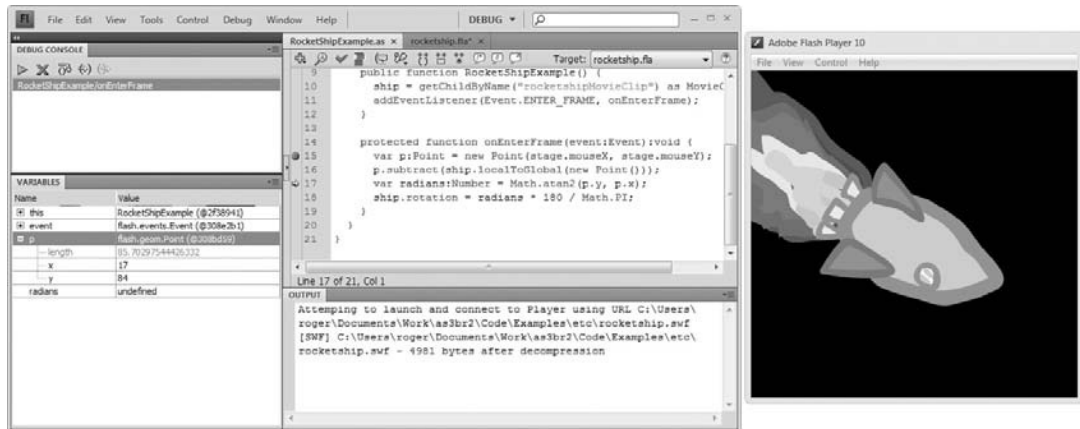 FL File Edit View Tools Control Debug Window Help DEBUG
DEBUG CONSOLE
RocketShipExample/onEnterFrame
VARIABLES
Name Value
this RocketShipExample (@2f38941)
event flash.events.Event (@308e2b1)
p flash.geom.Point (@308bd59)
length 85.70297544426332
x 17
y 84
radians undefined
RocketShipExample.as × rocketship.fla* ×
Target: rocketship.fla
9 public function RocketShipExample() {
10 ship = getChildByName("rocketshipMovieClip") as MovieC
11 addEventListener(Event.ENTER_FRAME, onEnterFrame);
12 }
13
14 protected function onEnterFrame(event:Event):void {
15 var p:Point = new Point(stage.mouseX, stage.mouseY);
16 p.subtract(ship.localToGlobal(new Point()));
17 var radians:Number = Math.atan2(p.y, p.x);
18 ship.rotation = radians * 180 / Math.PI;
19 }
20 }
21 }
Line 17 of 21, Col 1
OUTPUT
Attemping to launch and connect to Player using URL C:\Users\
roger\Documents\Work\as3br2\Code\Examples\etc\rocketship.swf
[SWF] C:\Users\roger\Documents\Work\as3br2\Code\Examples\etc\
rocketship.swf - 4981 bytes after decompression
Adobe Flash Player 10
File View Control Help